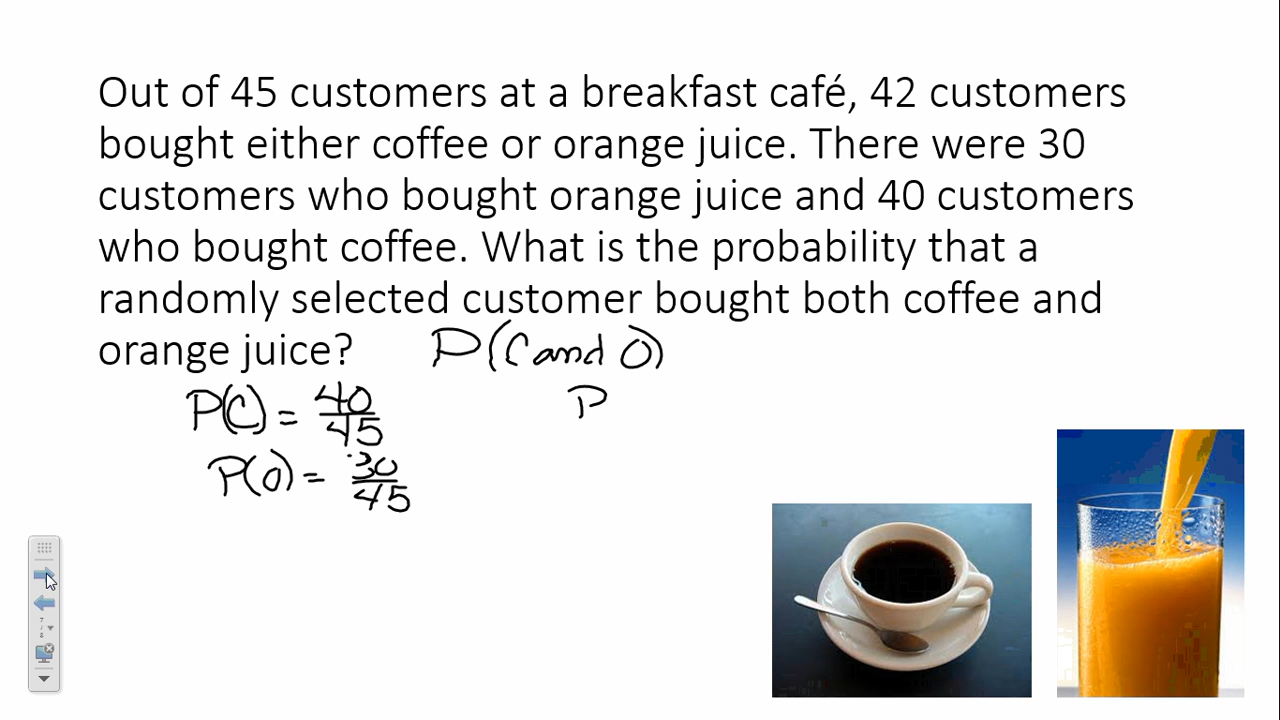 Out of 45 customers at a breakfast café, 42 customers
bought either coffee or orange juice. There were 30
customers who bought orange juice and 40 customers
who bought coffee. What is the probability that a
randomly selected customer bought both coffee and
orange juice? P(C and O)
P(C) = 40/45 P
P(O) = 30/45
7
/
8